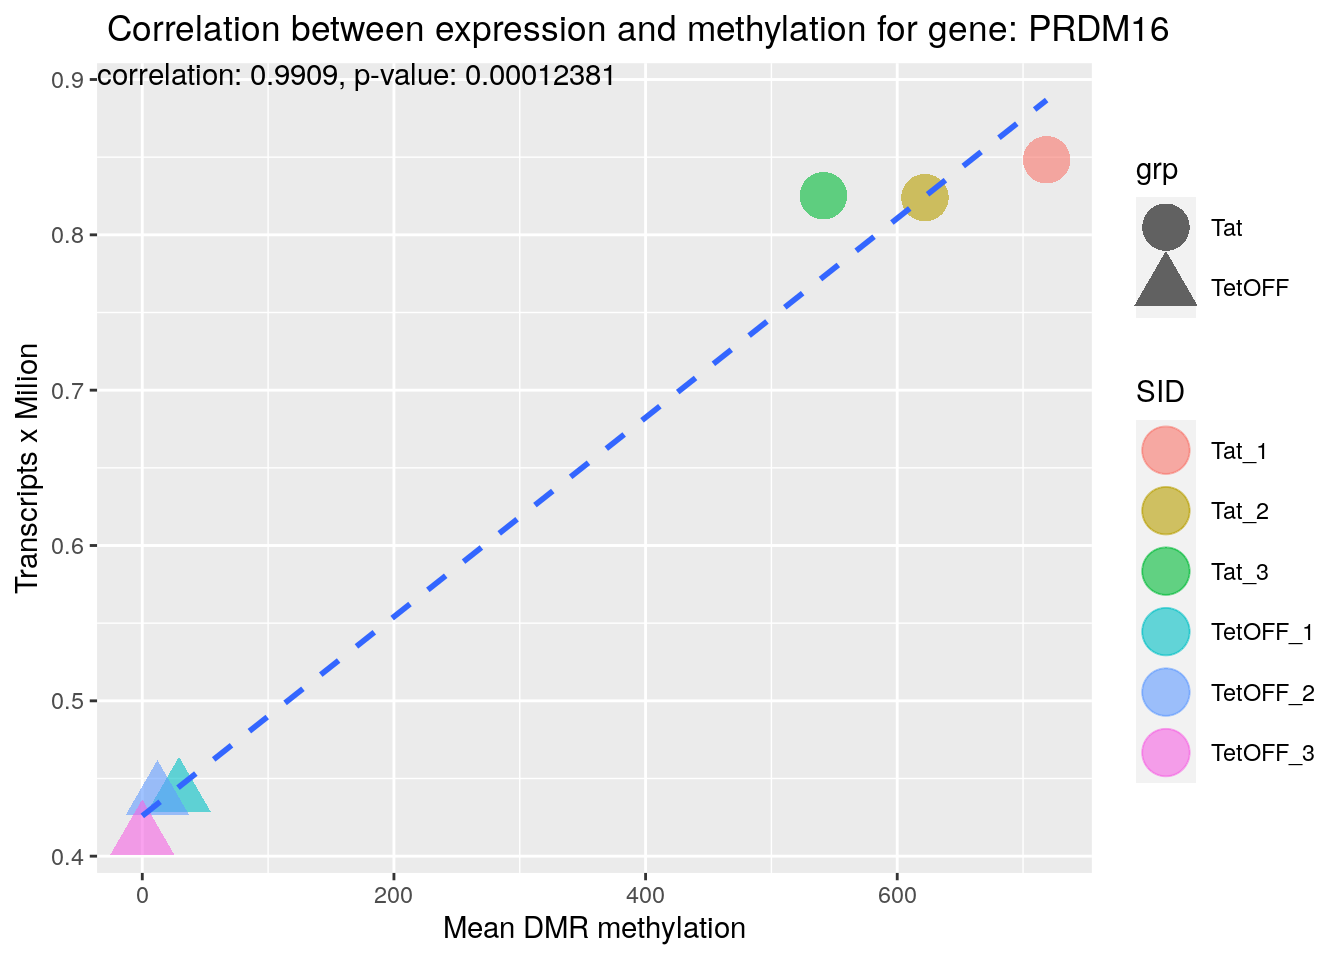 Correlation between expression and methylation for gene: PRDM16
correlation: 0.9909, p-value: 0.00012381
0.9
0.8
0.7
0.6
0.5
0.4
Transcripts x Milion
0
200
400
600
Mean DMR methylation
grp
Tat
TetOFF
SID
Tat_1
Tat_2
Tat_3
TetOFF_1
TetOFF_2
TetOFF_3